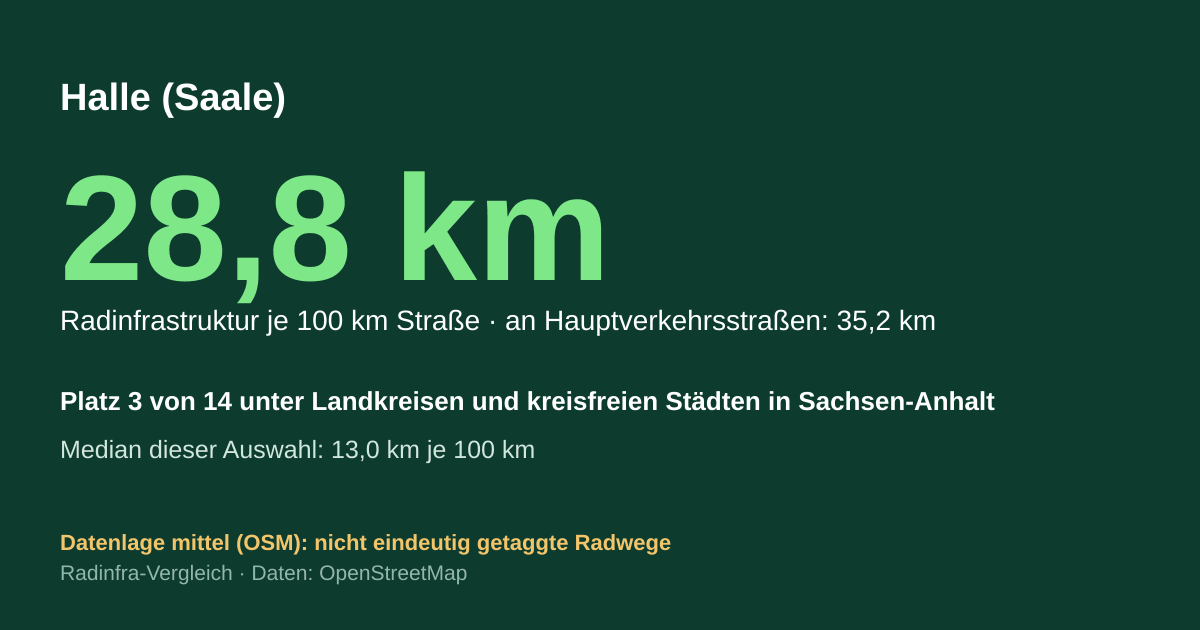 Halle (Saale)
28,8 km
Radinfrastruktur je 100 km Straße · an Hauptverkehrsstraßen: 35,2 km
Platz 3 von 14 unter Landkreisen und kreisfreien Städten in Sachsen-Anhalt
Median dieser Auswahl: 13,0 km je 100 km
Datenlage mittel (OSM): nicht eindeutig getaggte Radwege
Radinfra-Vergleich · Daten: OpenStreetMap